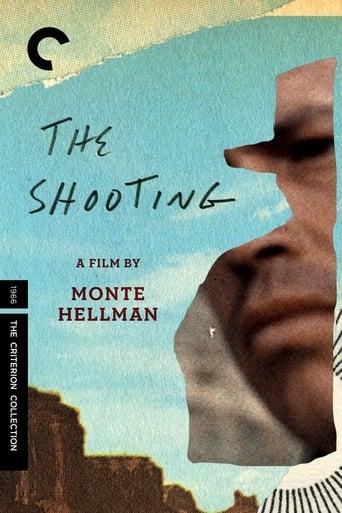 THE
SHOOTING
A FILM BY
MONTE
HELLMAN
1966
THE CRITERION COLLECTION